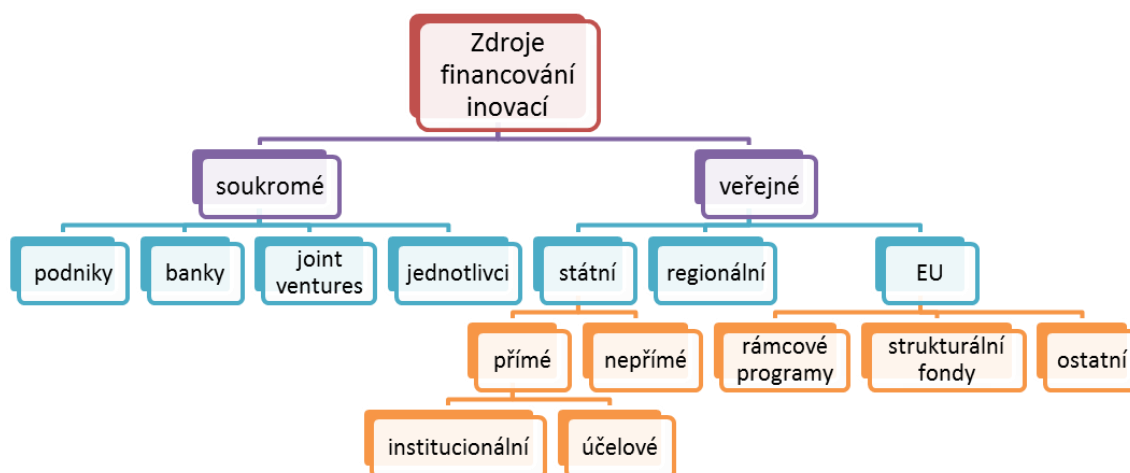 Zdroje
financování
inovací
soukromé
veřejné
podniky
banky
joint
ventures
jednotlivci
státní
regionální
EU
přímé
nepřímé
rámcové
programy
strukturální
fondy
ostatní
institucionální
účelové